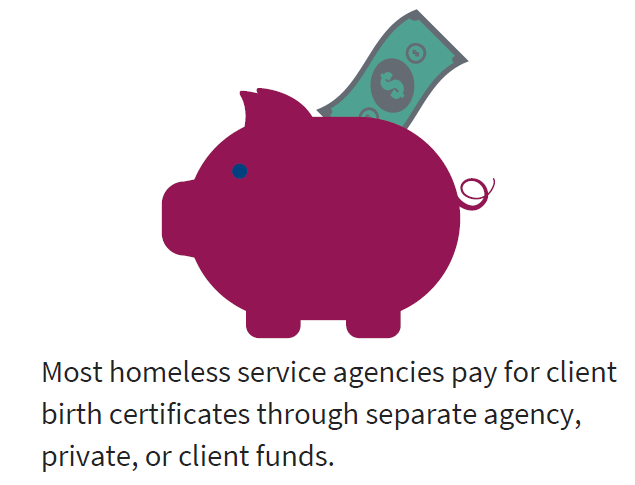 $
Most homeless service agencies pay for client
birth certificates through separate agency,
private, or client funds.